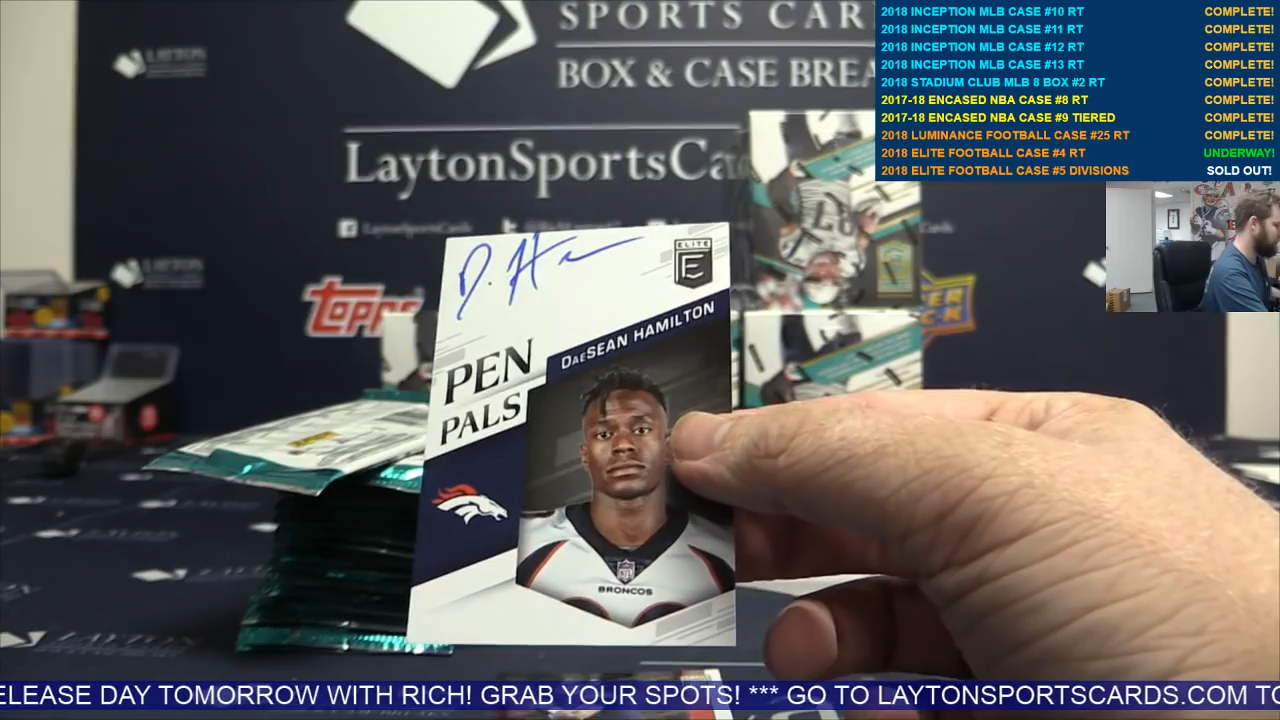 SPORTS CAR
BOX & CASE BREA
LaytonSportsCa
LAYTON
LaytonSportsCards
Topps
2018 INCEPTION MLB CASE #10 RT COMPLETE!
2018 INCEPTION MLB CASE #11 RT COMPLETE!
2018 INCEPTION MLB CASE #12 RT COMPLETE!
2018 INCEPTION MLB CASE #13 RT COMPLETE!
2018 STADIUM CLUB MLB 8 BOX #2 RT COMPLETE!
2017-18 ENCASED NBA CASE #8 RT COMPLETE!
2017-18 ENCASED NBA CASE #9 TIERED COMPLETE!
2018 LUMINANCE FOOTBALL CASE #25 RT COMPLETE!
2018 ELITE FOOTBALL CASE #4 RT UNDERWAY!
2018 ELITE FOOTBALL CASE #5 DIVISIONS SOLD OUT!
D. H
ELITE
E
DAESEAN HAMILTON
PEN
PALS
NFL
BRONCOS
ELEASE DAY TOMORROW WITH RICH! GRAB YOUR SPOTS! *** GO TO LAYTONSPORTSCARDS.COM TO